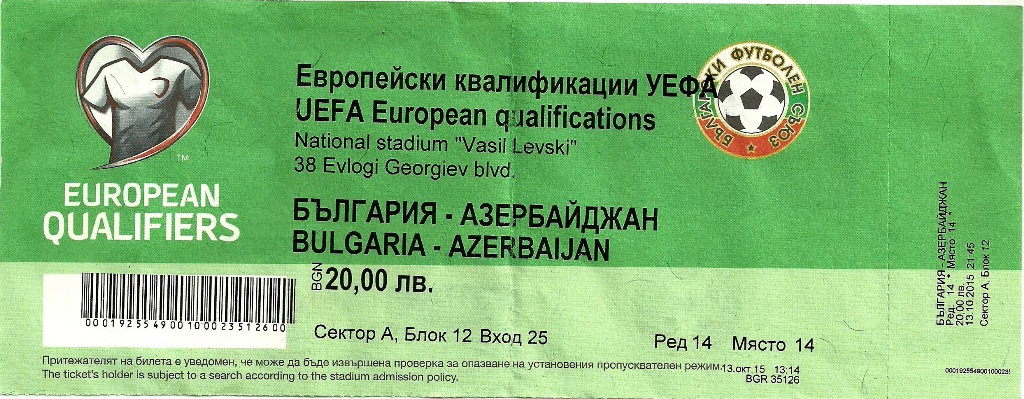 EUROPEAN
QUALIFIERS
TM
Европейски квалификации УЕФА
UEFA European qualifications
National stadium "Vasil Levski"
38 Evlogi Georgiev blvd.
БЪЛГАРИЯ - АЗЕРБАЙДЖАН
BULGARIA - AZERBAIJAN
BGN 20,00 лв.
БЪЛГАРСКИ ФУТБОЛЕН СЪЮЗ
00019255490010002351260​0
Сектор А, Блок 12 Вход 25
Ред 14 Място 14
Притежателят на билета е уведомен, че може да бъде извършена проверка за опазване на установения пропускателен режим.
The ticket's holder is subject to a search according to the stadium admission policy.
13.окт.15 13:14
BGR 35126
БЪЛГАРИЯ - АЗЕРБАЙДЖАН
Ред: 14 * Място 14 *
20,00 лв.
13.10.2015 21:45
Сектор А, Блок 12